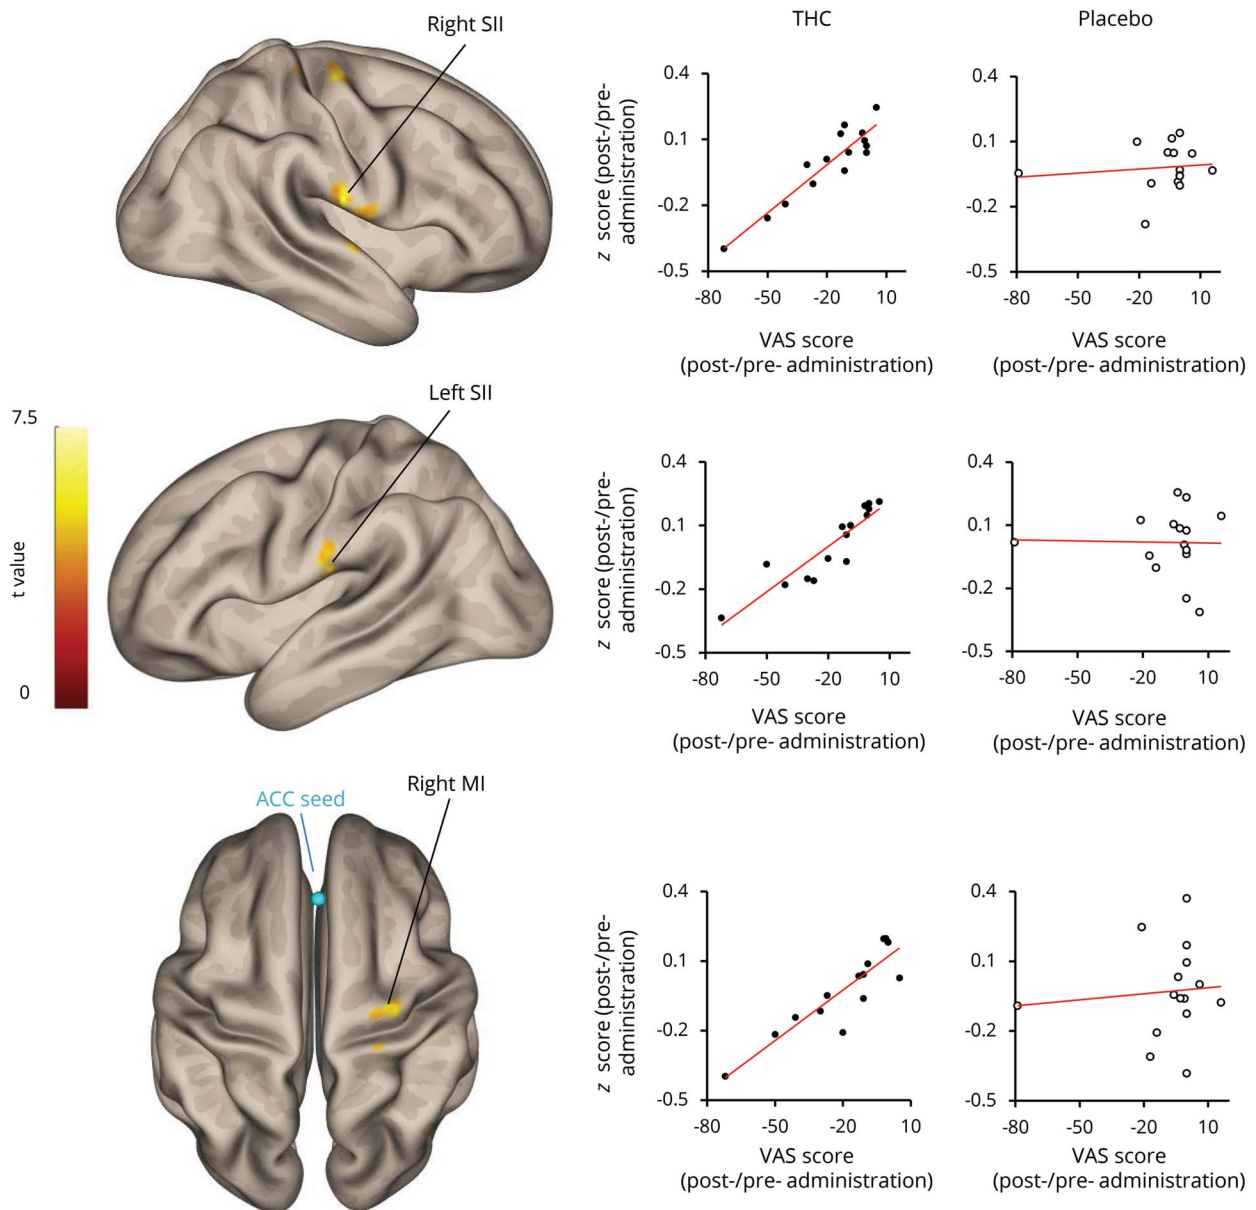 Right SII
THC
Placebo
z score (post-/pre-
administration)
0.4
0.1
-0.2
-0.5
-80 -50 -20 10
VAS score
(post-/pre- administration)
0.4
0.1
-0.2
-0.5
-80 -50 -20 10
VAS score
(post-/pre- administration)
Left SII
7.5
t value
0
z score (post-/pre-
administration)
0.4
0.1
-0.2
-0.5
-80 -50 -20 10
VAS score
(post-/pre- administration)
0.4
0.1
-0.2
-0.5
-80 -50 -20 10
VAS score
(post-/pre- administration)
ACC seed
Right MI
z score (post-/pre-
administration)
0.4
0.1
-0.2
-0.5
-80 -50 -20 10
VAS score
(post-/pre- administration)
0.4
0.1
-0.2
-0.5
-80 -50 -20 10
VAS score
(post-/pre- administration)